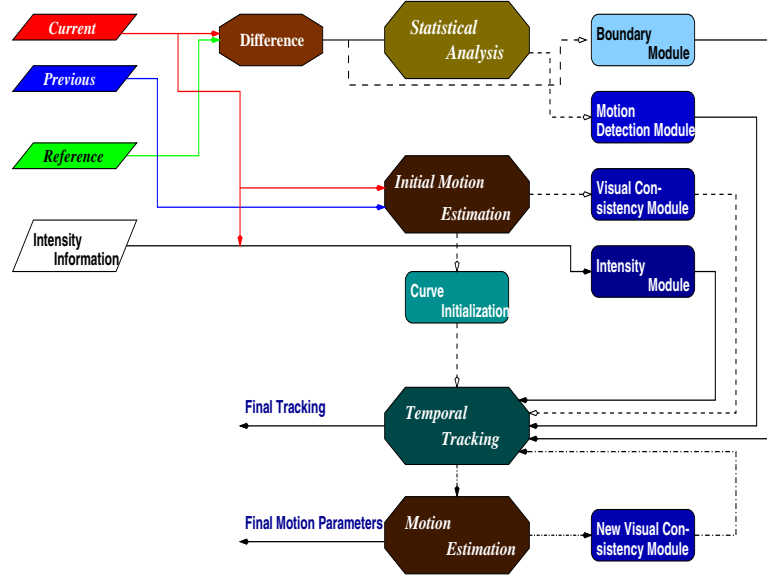 Current
Difference
Statistical
Analysis
Boundary
Module
Previous
Motion
Detection Module
Reference
Initial Motion
Estimation
Visual Con-
sistency Module
Intensity
Information
Intensity
Module
Curve
Initialization
Final Tracking
Temporal
Tracking
Final Motion Parameters
Motion
Estimation
New Visual Con-
sistency Module